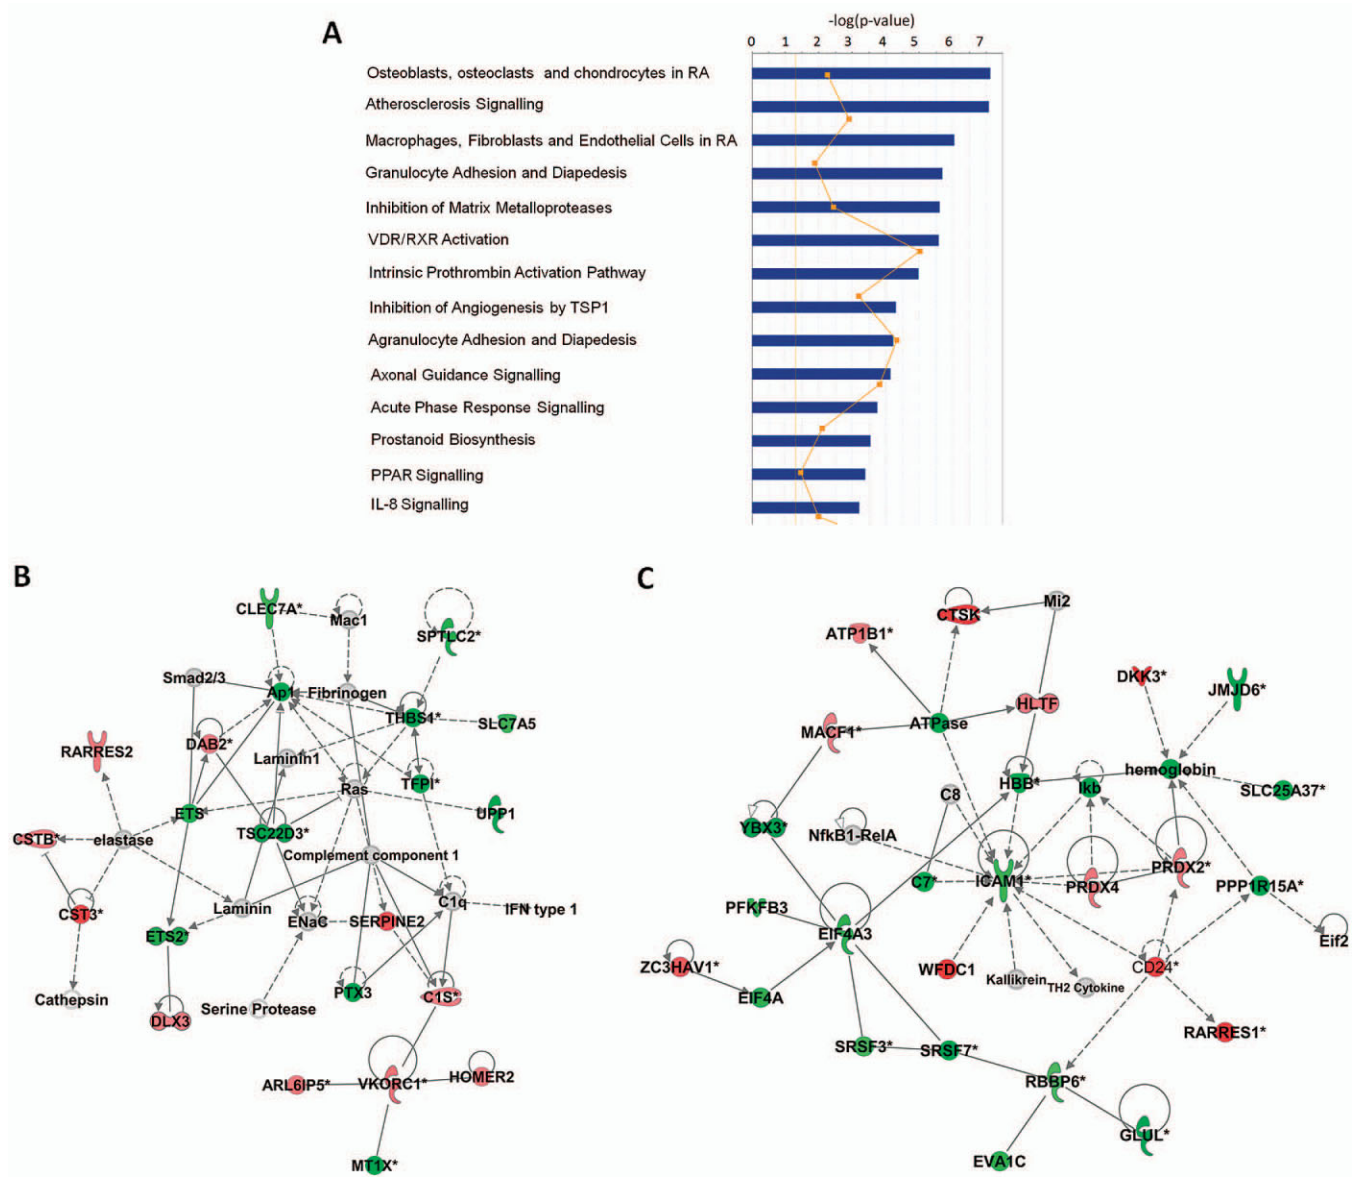 A
-log(p-value)
0 1 2 3 4 5 6 7
Osteoblasts, osteoclasts and chondrocytes in RA
Atherosclerosis Signalling
Macrophages, Fibroblasts and Endothelial Cells in RA
Granulocyte Adhesion and Diapedesis
Inhibition of Matrix Metalloproteases
VDR/RXR Activation
Intrinsic Prothrombin Activation Pathway
Inhibition of Angiogenesis by TSP1
Agranulocyte Adhesion and Diapedesis
Axonal Guidance Signalling
Acute Phase Response Signalling
Prostanoid Biosynthesis
PPAR Signalling
IL-8 Signalling
B
CLEC7A*
Mac1
SPTLC2*
Smad2/3
Ap1
Fibrinogen
THBS1*
SLC7A5
RARRES2
DAB2*
Laminin1
TFPI*
Ras
ETS
UPP1
TSC22D3*
CSTB*
elastase
Complement component 1
CST3*
Laminin
ENaC
SERPINE2
C1q
IFN type 1
ETS2*
Cathepsin
DLX3
Serine Protease
PTX3
C1S*
ARL6IP5*
VKORC1*
HOMER2
MT1X*
C
CTSK
Mi2
ATP1B1*
DKK3*
JMJD6*
HLTF
MACF1*
ATPase
hemoglobin
HBB*
Ikb
SLC25A37*
C8
YBX3*
NfkB1-RelA
C7*
ICAM1*
PRDX4
PRDX2*
PPP1R15A*
PFKFB3
EIF4A3
Eif2
ZC3HAV1*
WFDC1
CD24*
Kallikrein
TH2 Cytokine
EIF4A
RARRES1*
SRSF3*
SRSF7*
RBBP6*
GLUL*
EVA1C